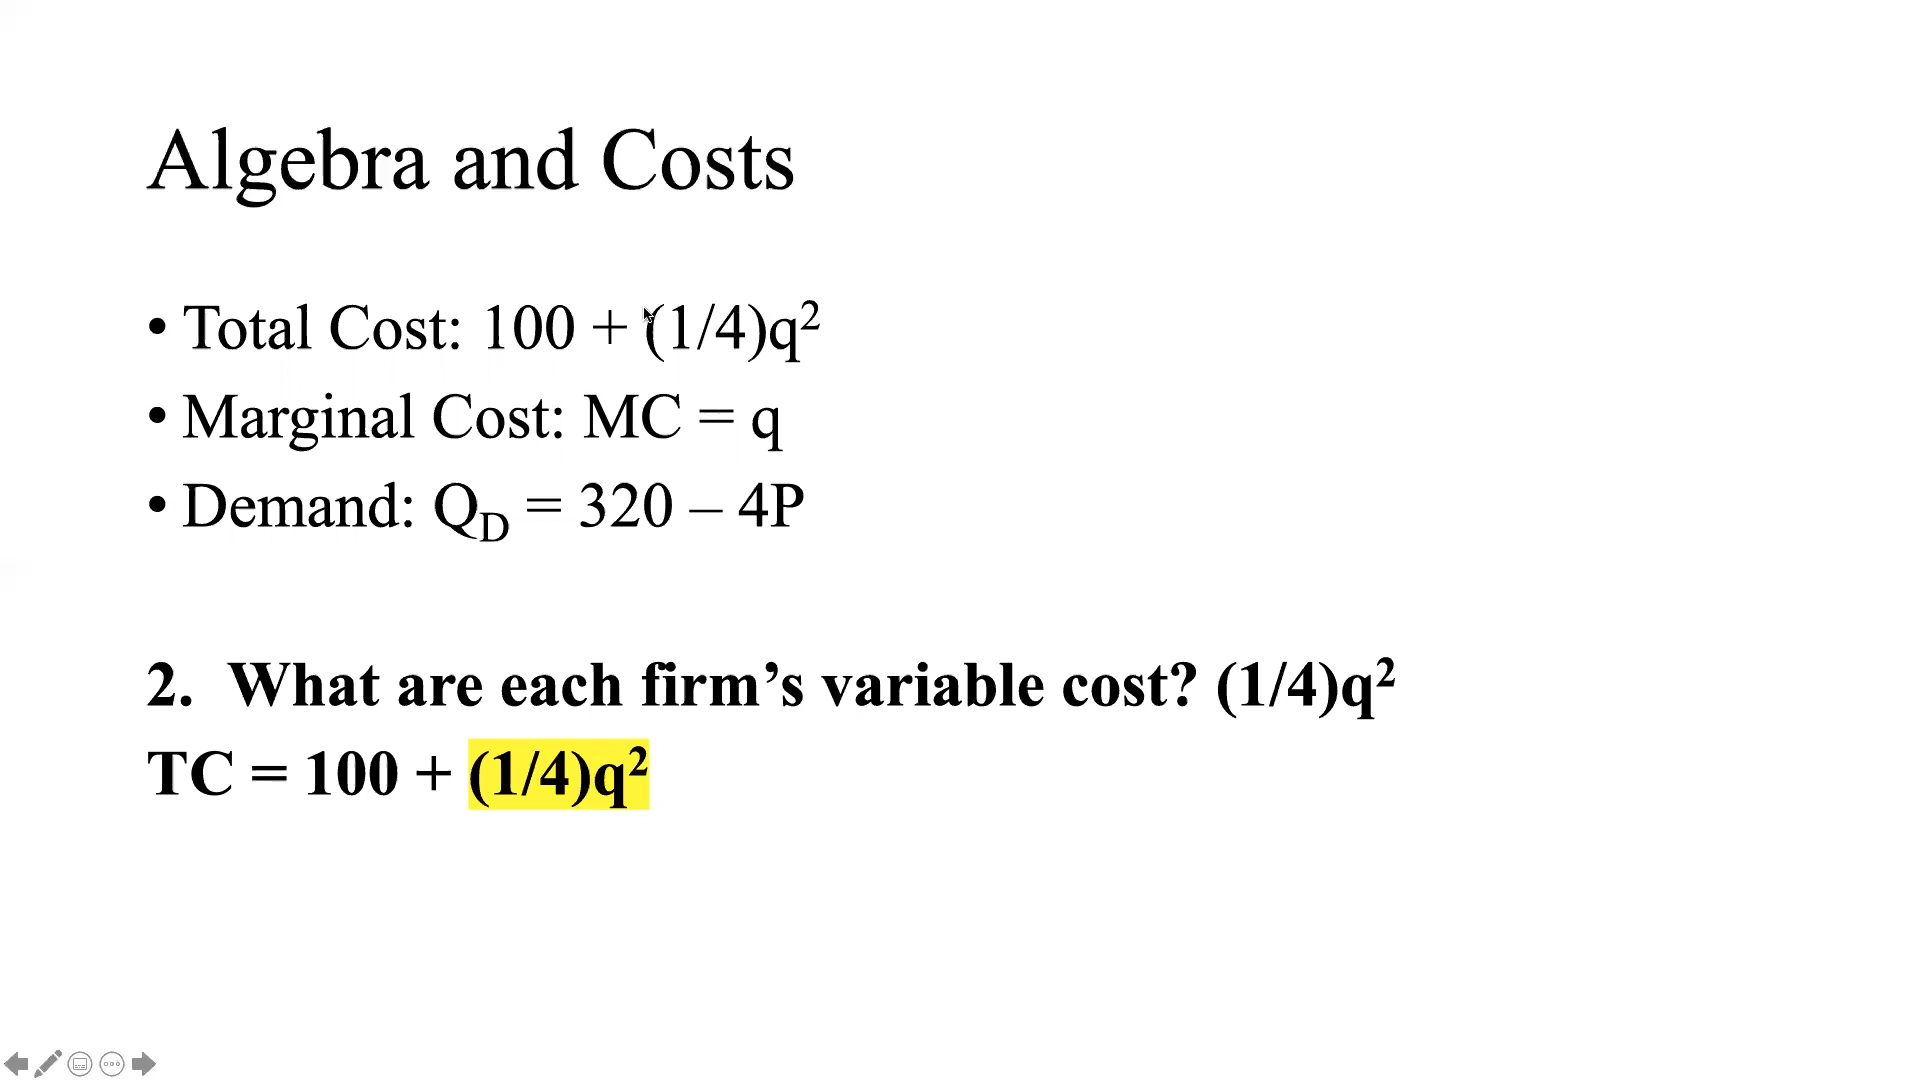 Algebra and Costs
• Total Cost: 100 + (1/4)q²
• Marginal Cost: MC = q
• Demand: Q_D = 320 – 4P
2. What are each firm’s variable cost? (1/4)q²
TC = 100 + (1/4)q²